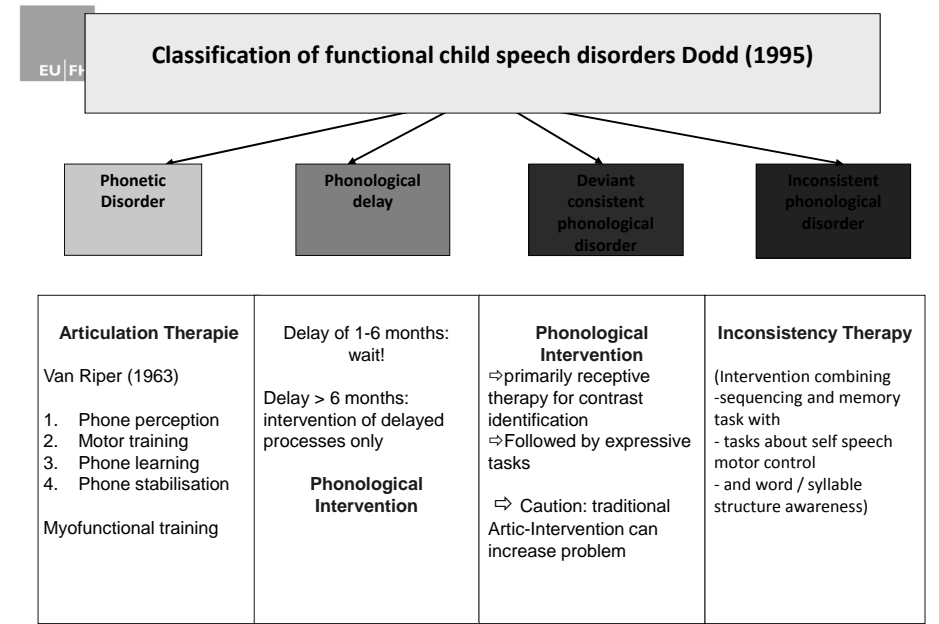 Classification of functional child speech disorders Dodd (1995)
EU|FH
Phonetic
Disorder
Phonological
delay
Deviant
consistent
phonological
disorder
Inconsistent
phonological
disorder
Articulation Therapie
Van Riper (1963)
1. Phone perception
2. Motor training
3. Phone learning
4. Phone stabilisation
Myofunctional training
Delay of 1-6 months:
wait!
Delay > 6 months:
intervention of delayed
processes only
Phonological
Intervention
Phonological
Intervention
⇨primarily receptive
therapy for contrast
identification
⇨Followed by expressive
tasks
⇨ Caution: traditional
Artic-Intervention can
increase problem
Inconsistency Therapy
(Intervention combining
-sequencing and memory
task with
- tasks about self speech
motor control
- and word / syllable
structure awareness)